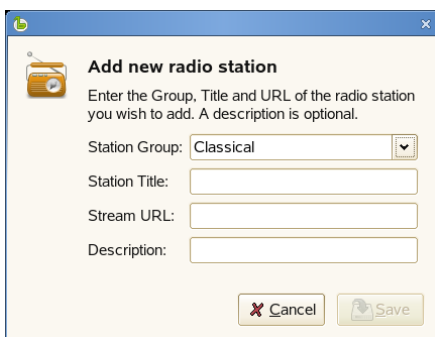 Add new radio station
Enter the Group, Title and URL of the radio station
you wish to add. A description is optional.
Station Group: Classical
Station Title:
Stream URL:
Description:
Cancel Save